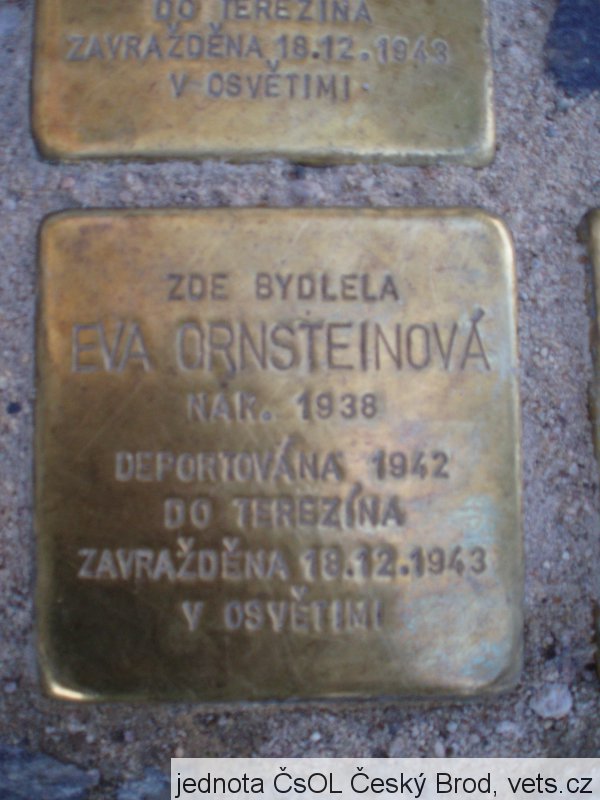 DO TEREZÍNA
ZAVRAŽDĚNA 18.12.1943
V OSVĚTIMI
ZDE BYDLELA
EVA ORNSTEINOVÁ
NAR. 1938
DEPORTOVÁNA 1942
DO TEREZÍNA
ZAVRAŽDĚNA 18.12.1943
V OSVĚTIMI
jednota ČsOL Český Brod, vets.cz